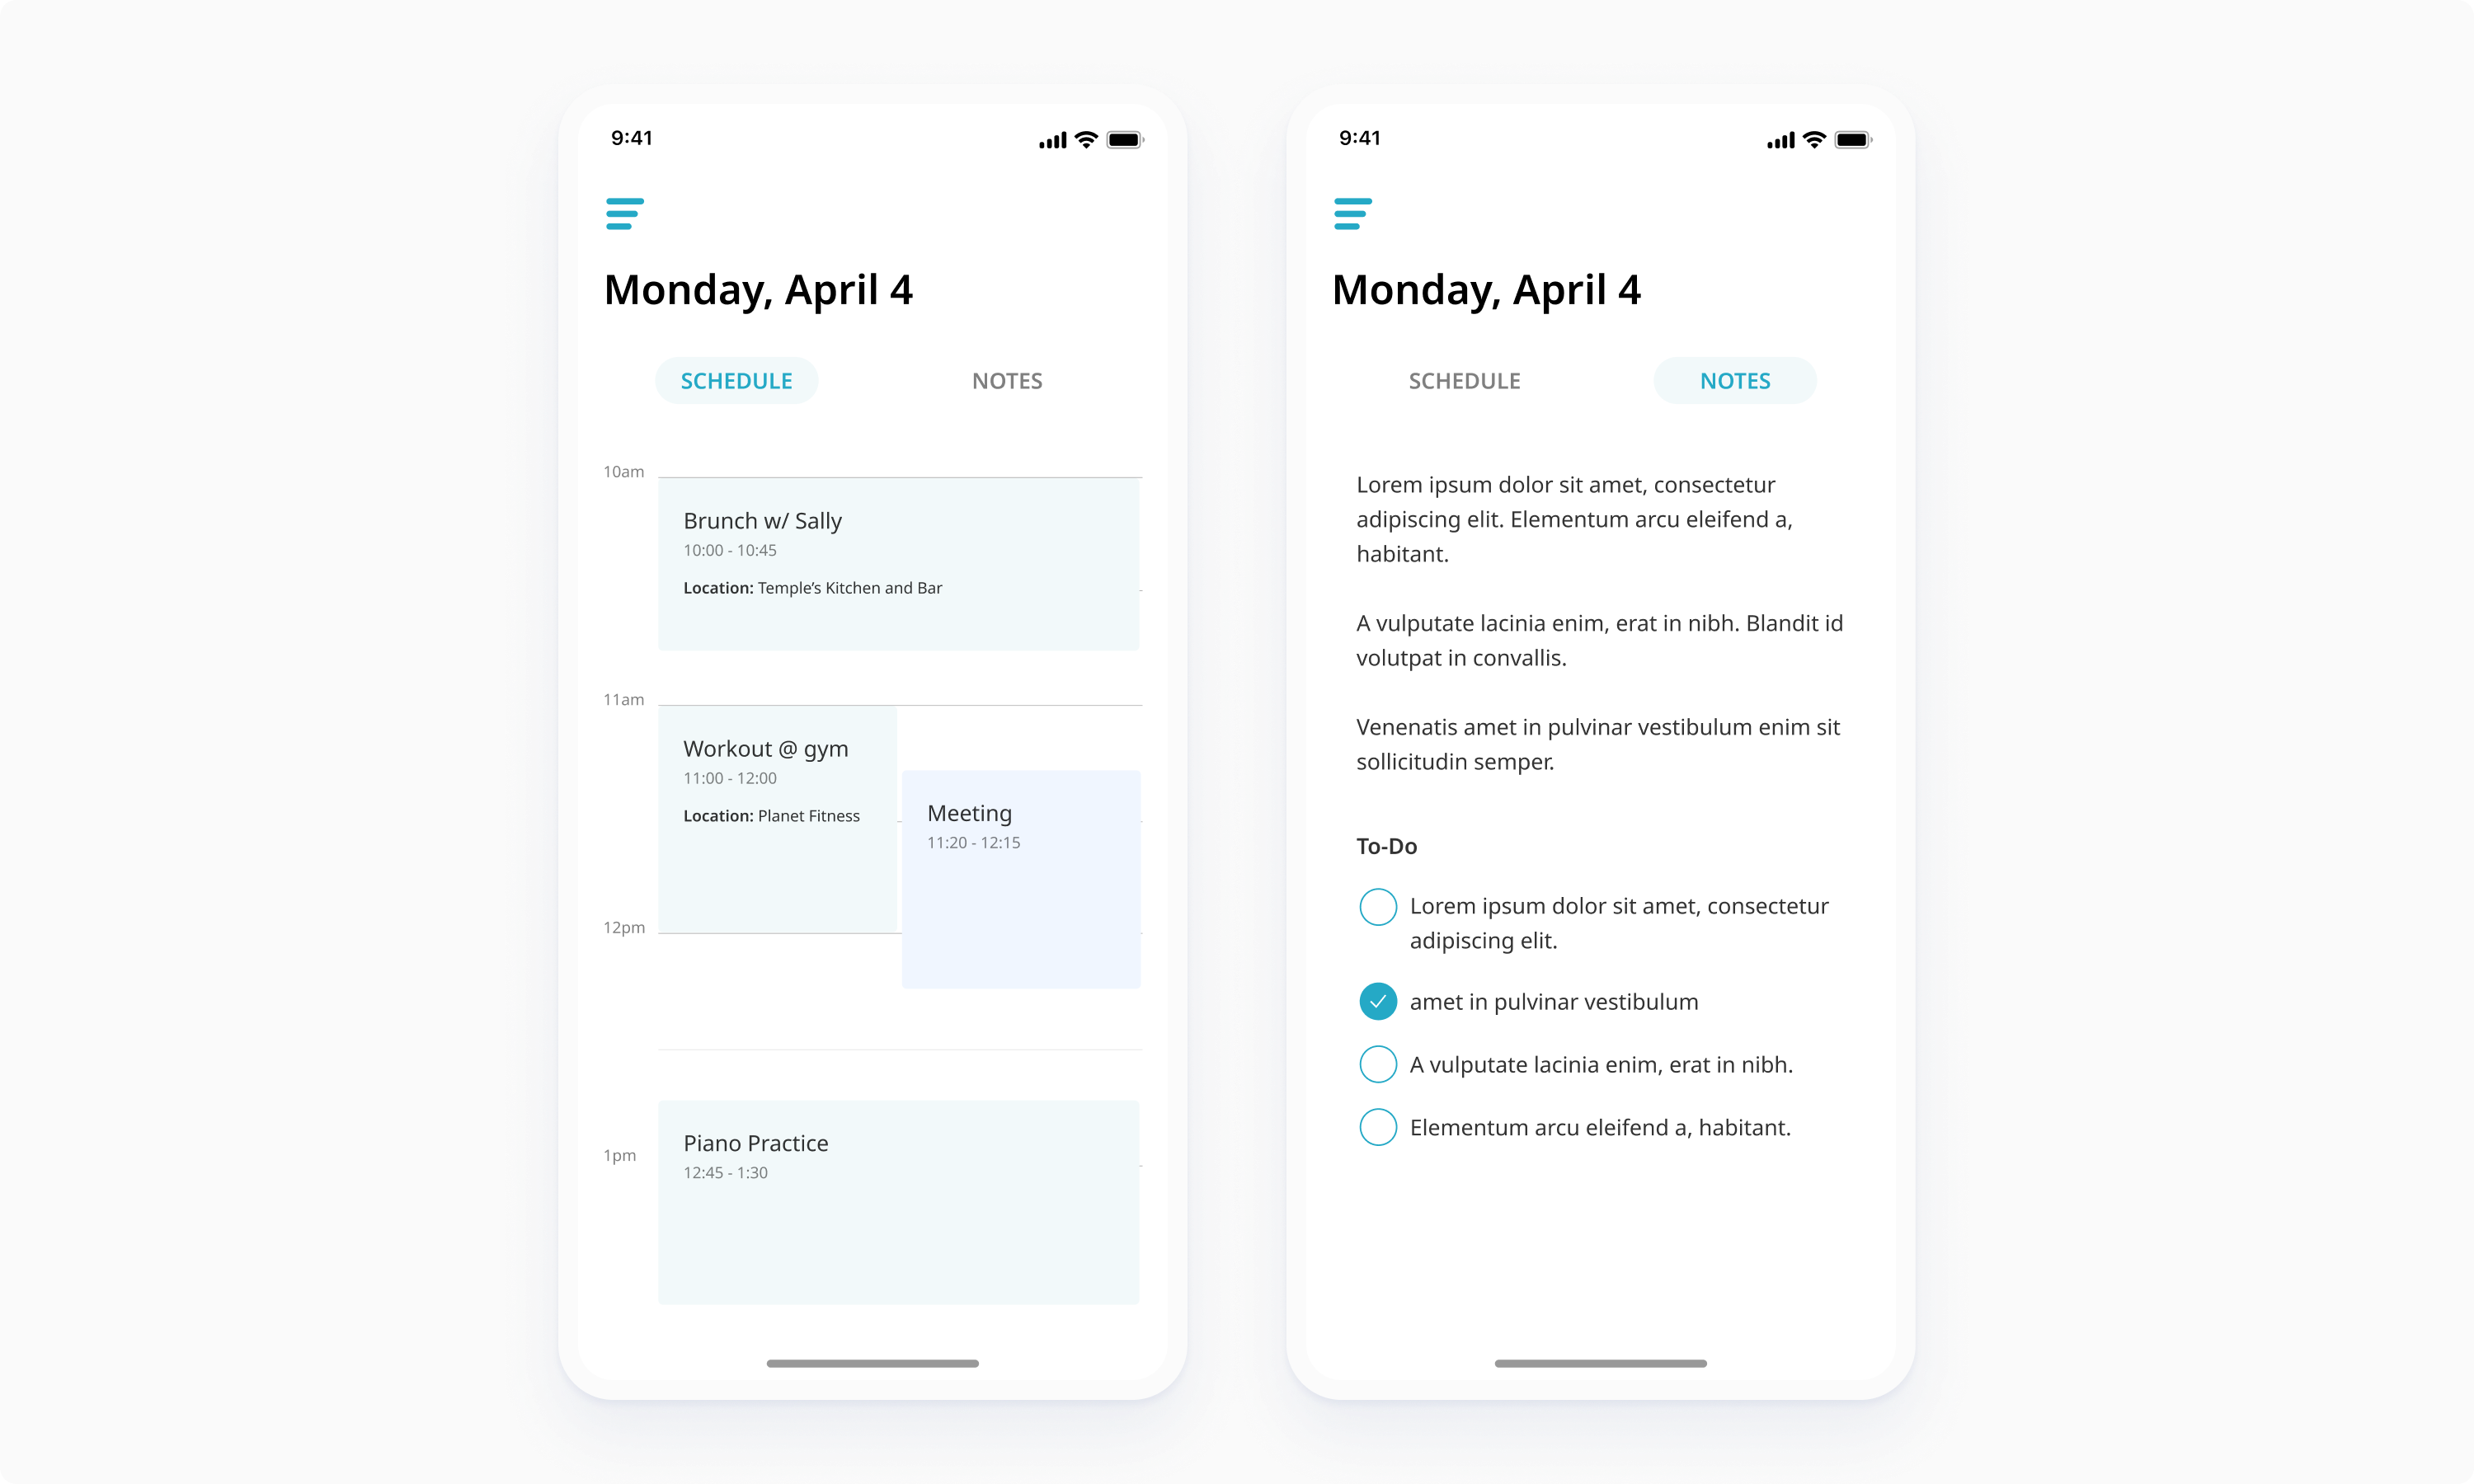 9:41
Monday, April 4
SCHEDULE
NOTES
10am
Brunch w/ Sally
10:00 - 10:45
Location: Temple’s Kitchen and Bar
11am
Workout @ gym
11:00 - 12:00
Location: Planet Fitness
Meeting
11:20 - 12:15
12pm
Piano Practice
1pm
12:45 - 1:30
9:41
Monday, April 4
SCHEDULE
NOTES
Lorem ipsum dolor sit amet, consectetur
adipiscing elit. Elementum arcu eleifend a,
habitant.
A vulputate lacinia enim, erat in nibh. Blandit id
volutpat in convallis.
Venenatis amet in pulvinar vestibulum enim sit
sollicitudin semper.
To-Do
Lorem ipsum dolor sit amet, consectetur
adipiscing elit.
amet in pulvinar vestibulum
A vulputate lacinia enim, erat in nibh.
Elementum arcu eleifend a, habitant.